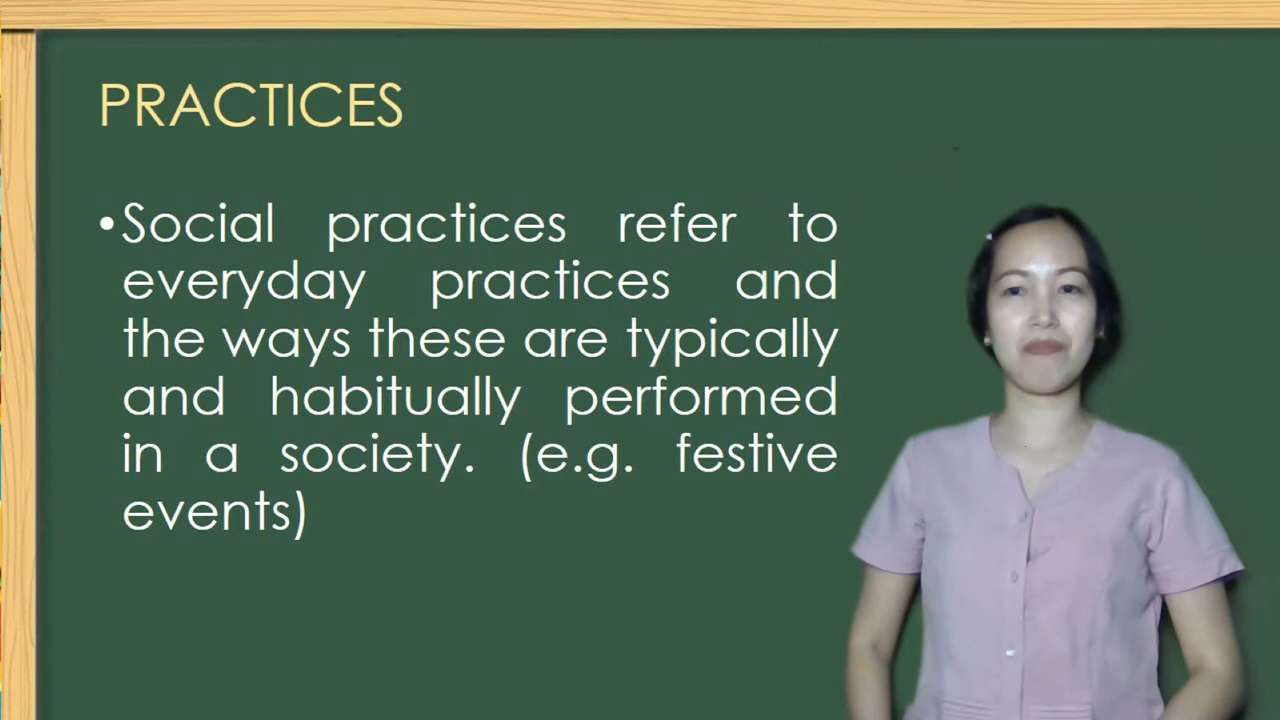 PRACTICES
•Social practices refer to
everyday practices and
the ways these are typically
and habitually performed
in a society. (e.g. festive
events)